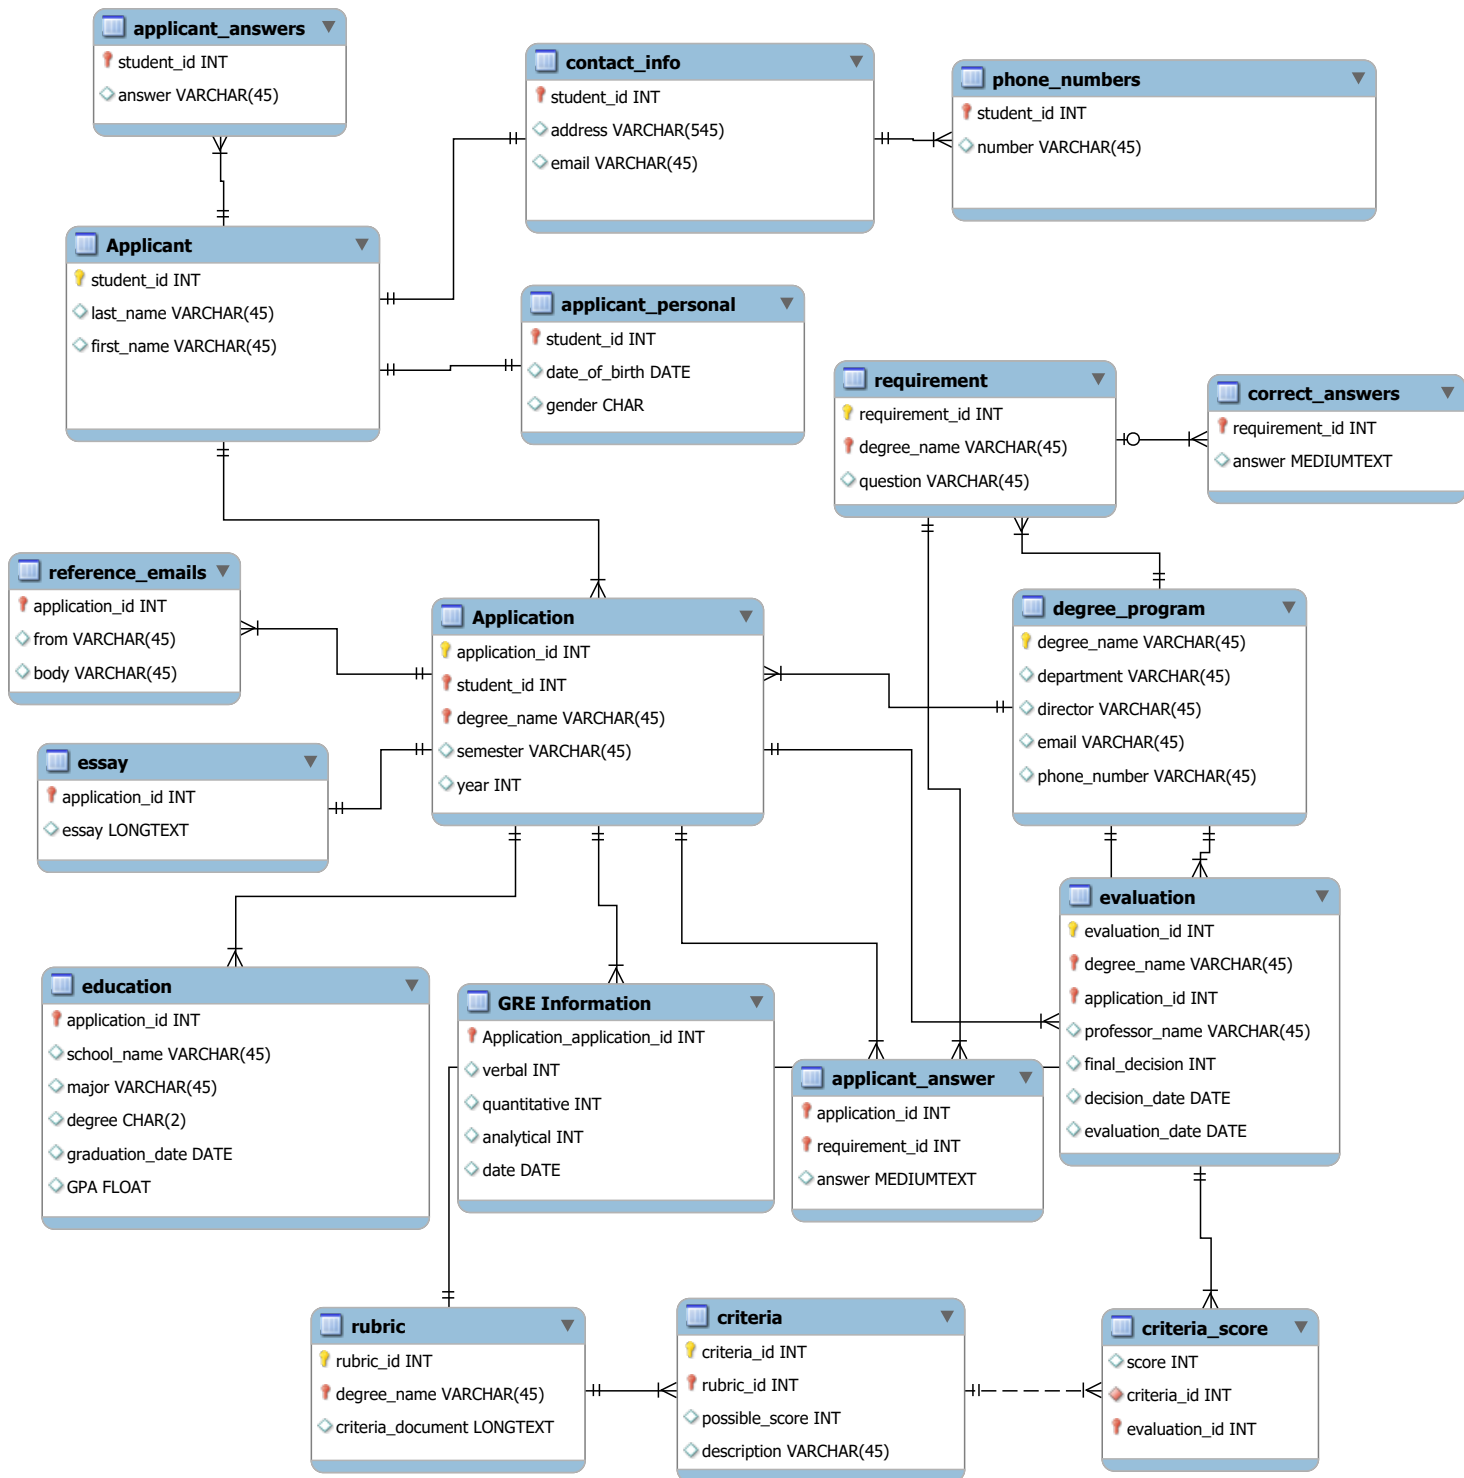 applicant_answers
student_id INT
answer VARCHAR(45)
contact_info
student_id INT
address VARCHAR(545)
email VARCHAR(45)
phone_numbers
student_id INT
number VARCHAR(45)
Applicant
student_id INT
last_name VARCHAR(45)
first_name VARCHAR(45)
applicant_personal
student_id INT
date_of_birth DATE
gender CHAR
requirement
requirement_id INT
degree_name VARCHAR(45)
question VARCHAR(45)
correct_answers
requirement_id INT
answer MEDIUMTEXT
reference_emails
application_id INT
from VARCHAR(45)
body VARCHAR(45)
Application
application_id INT
student_id INT
degree_name VARCHAR(45)
semester VARCHAR(45)
year INT
degree_program
degree_name VARCHAR(45)
department VARCHAR(45)
director VARCHAR(45)
email VARCHAR(45)
phone_number VARCHAR(45)
essay
application_id INT
essay LONGTEXT
evaluation
evaluation_id INT
degree_name VARCHAR(45)
application_id INT
professor_name VARCHAR(45)
final_decision INT
decision_date DATE
evaluation_date DATE
education
application_id INT
school_name VARCHAR(45)
major VARCHAR(45)
degree CHAR(2)
graduation_date DATE
GPA FLOAT
GRE Information
Application_application_id INT
verbal INT
quantitative INT
analytical INT
date DATE
applicant_answer
application_id INT
requirement_id INT
answer MEDIUMTEXT
rubric
rubric_id INT
degree_name VARCHAR(45)
criteria_document LONGTEXT
criteria
criteria_id INT
rubric_id INT
possible_score INT
description VARCHAR(45)
criteria_score
score INT
criteria_id INT
evaluation_id INT